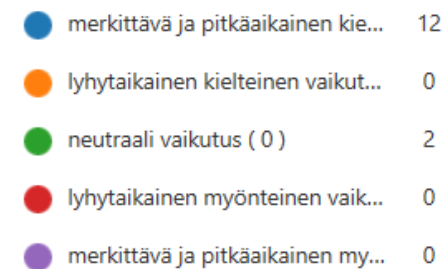 merkittävä ja pitkäaikainen kie... 12
lyhytaikainen kielteinen vaikut... 0
neutraali vaikutus ( 0 ) 2
lyhytaikainen myönteinen vaik... 0
merkittävä ja pitkäaikainen my... 0